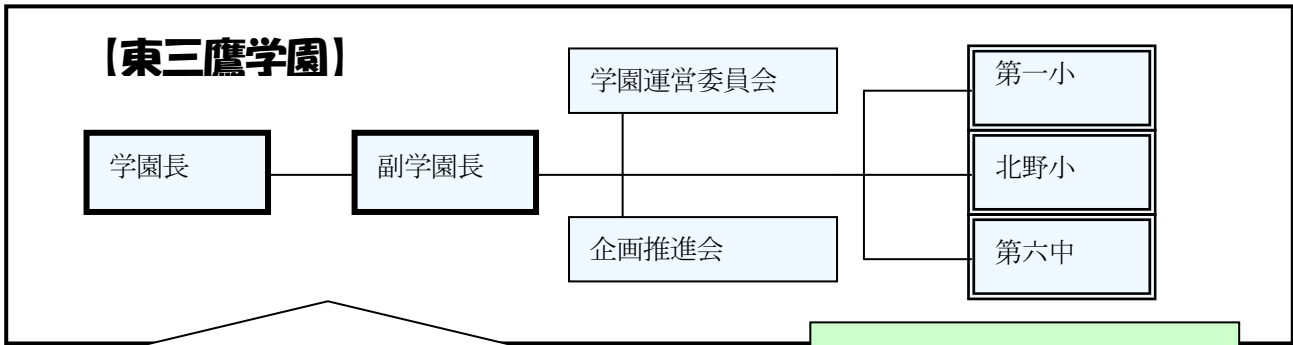 【東三鷹学園】
学園運営委員会
第一小
学園長
副学園長
北野小
企画推進会
第六中